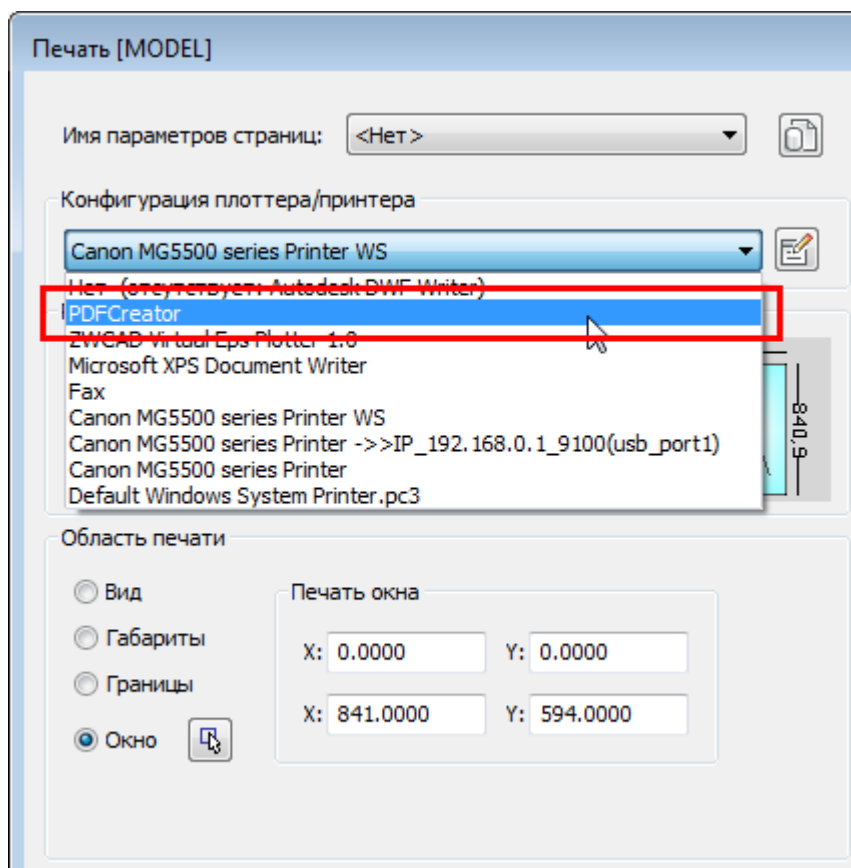 Печать [MODEL]
Имя параметров страниц: <Нет>
Конфигурация плоттера/принтера
Canon MG5500 series Printer WS
Нет (отсутствует: Autodesk DWF Writer)
PDFCreator
ZWCAD Virtual Eps Plotter 1.0
Microsoft XPS Document Writer
Fax
Canon MG5500 series Printer WS
Canon MG5500 series Printer ->>IP_192.168.0.1_9100(usb_port1)
Canon MG5500 series Printer
Default Windows System Printer.pc3
840,9
Область печати
Вид
Печать окна
Габариты
X: 0.0000 Y: 0.0000
Границы
X: 841.0000 Y: 594.0000
Окно